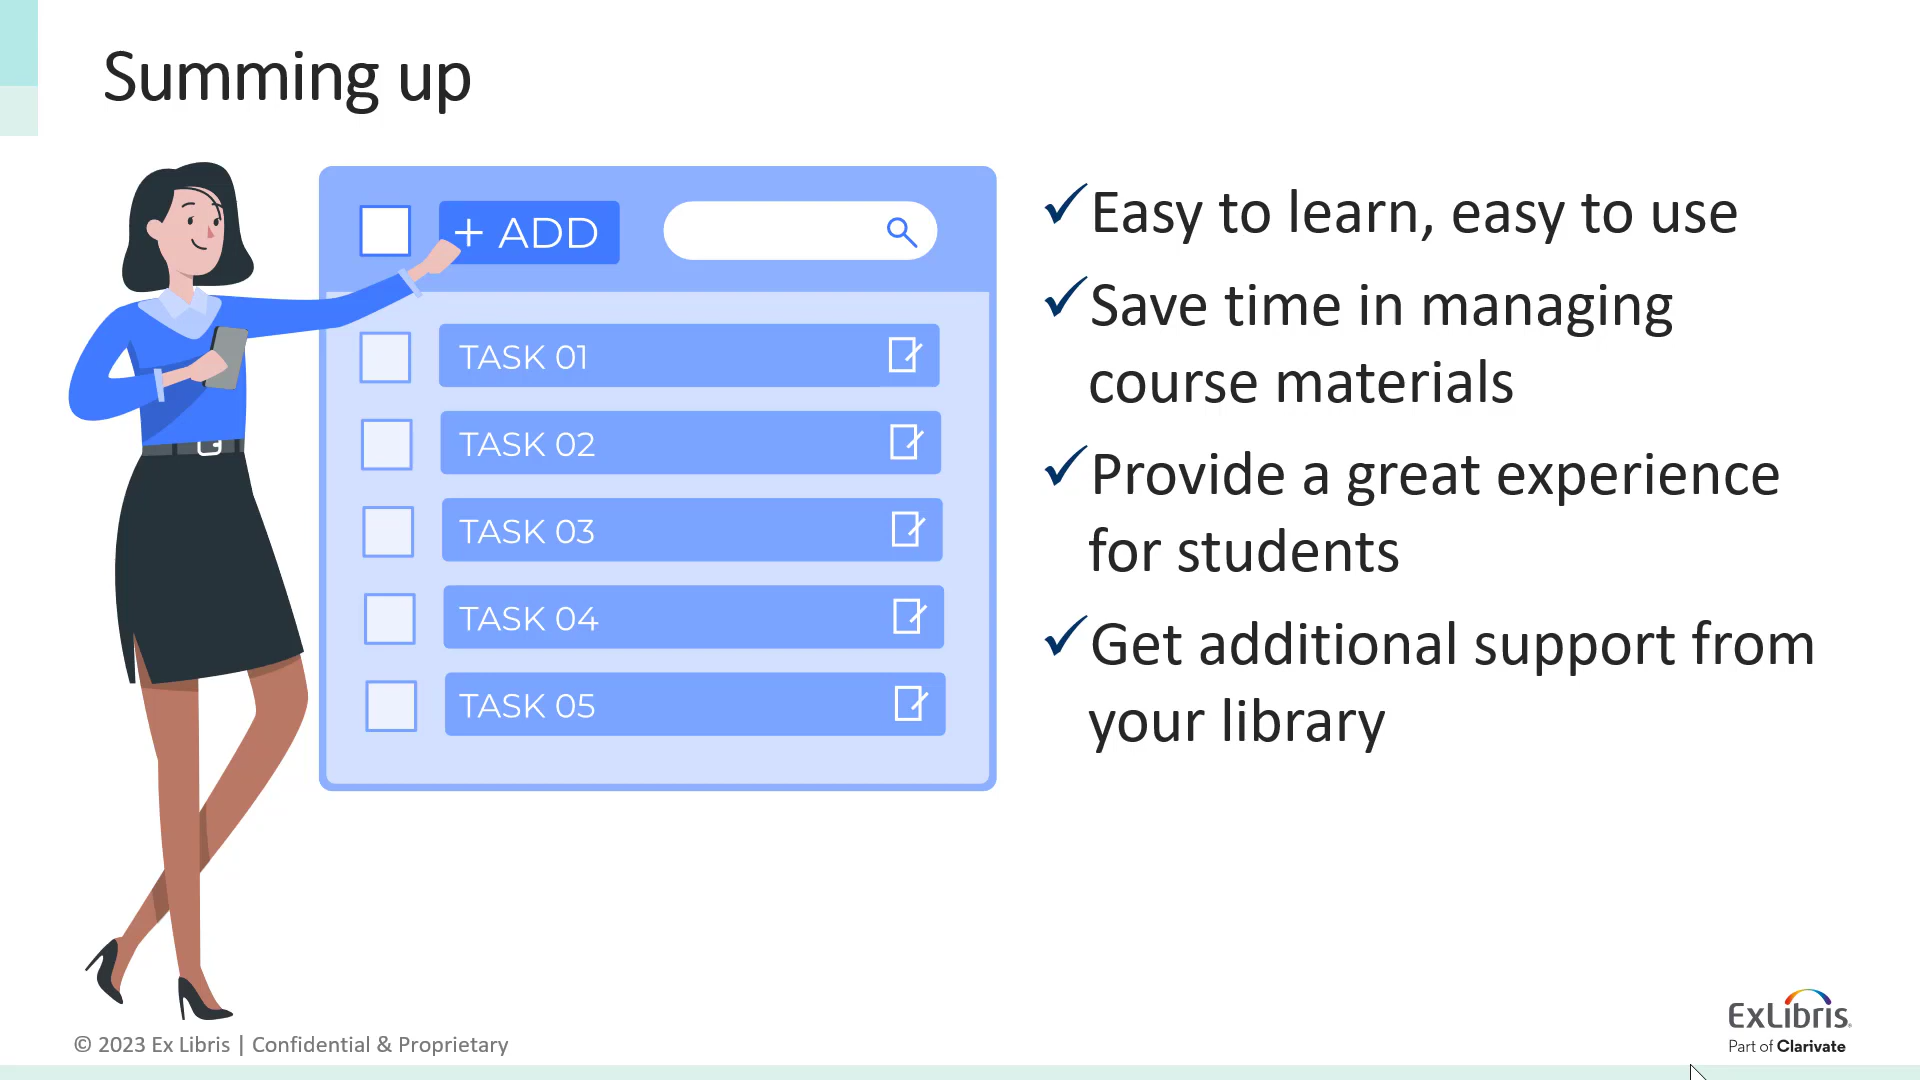 Summing up
+ ADD
TASK 01
TASK 02
TASK 03
TASK 04
TASK 05
Easy to learn, easy to use
Save time in managing
course materials
Provide a great experience
for students
Get additional support from
your library
© 2023 Ex Libris | Confidential & Proprietary
ExLibris®
Part of Clarivate